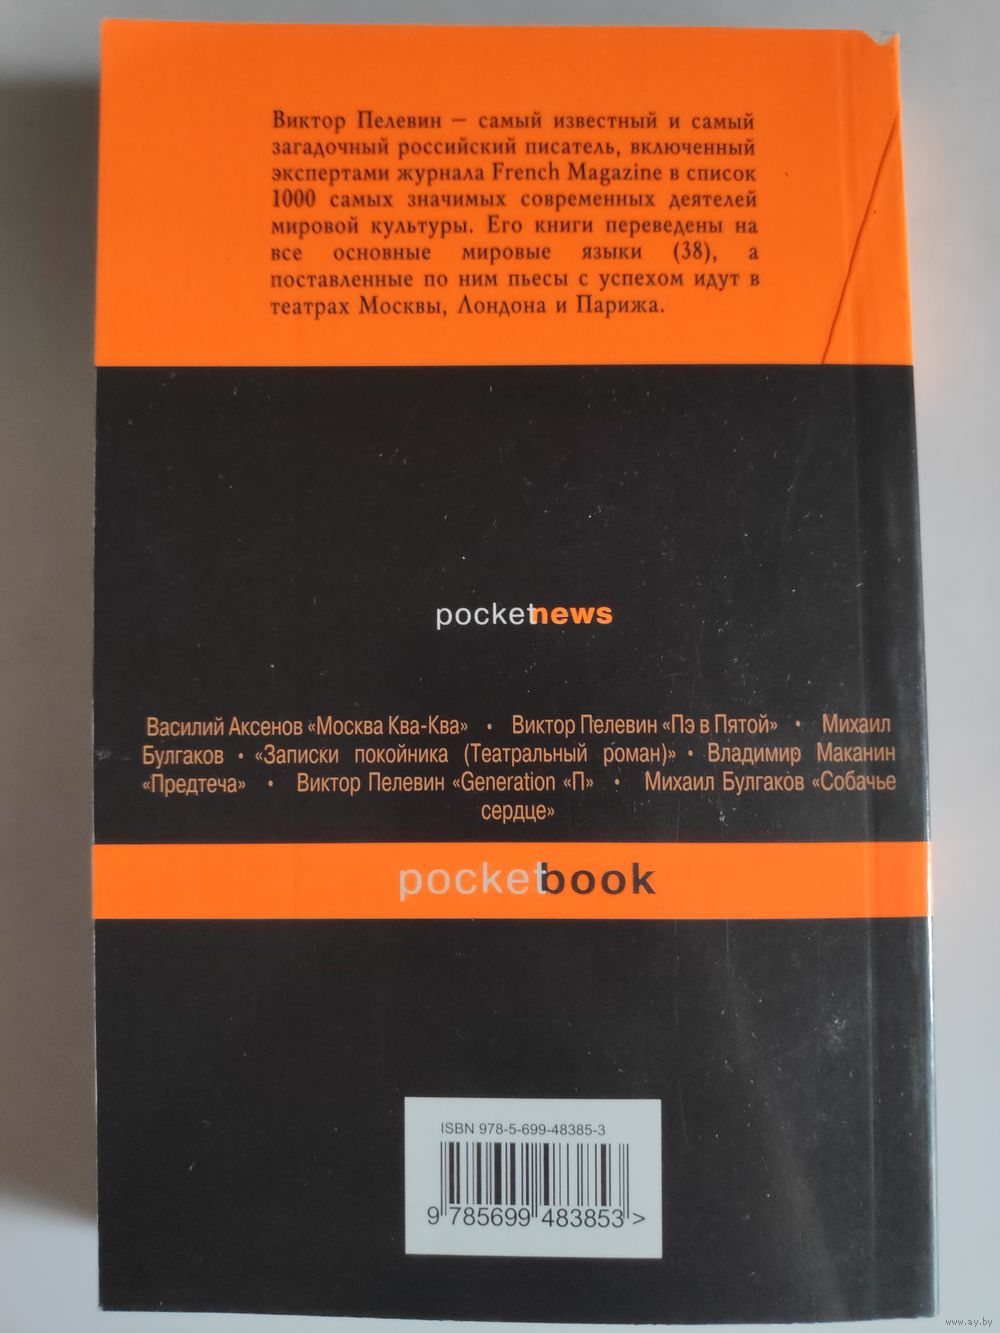 Виктор Пелевин – самый известный и самый
загадочный российский писатель, включенный
экспертами журнала French Magazine в список
1000 самых значимых современных деятелей
мировой культуры. Его книги переведены на
все основные мировые языки (38), а
поставленные по ним пьесы с успехом идут в
театрах Москвы, Лондона и Парижа.
pocketnews
Василий Аксенов «Москва Ква-Ква» • Виктор Пелевин «Пэ в Пятой» • Михаил
Булгаков • «Записки покойника (Театральный роман)» • Владимир Маканин
«Предтеча» • Виктор Пелевин «Generation «П» • Михаил Булгаков «Собачье
сердце»
pocketbook
ISBN 978-5-699-48385-3
9 785699 483853 >
www.ay.by